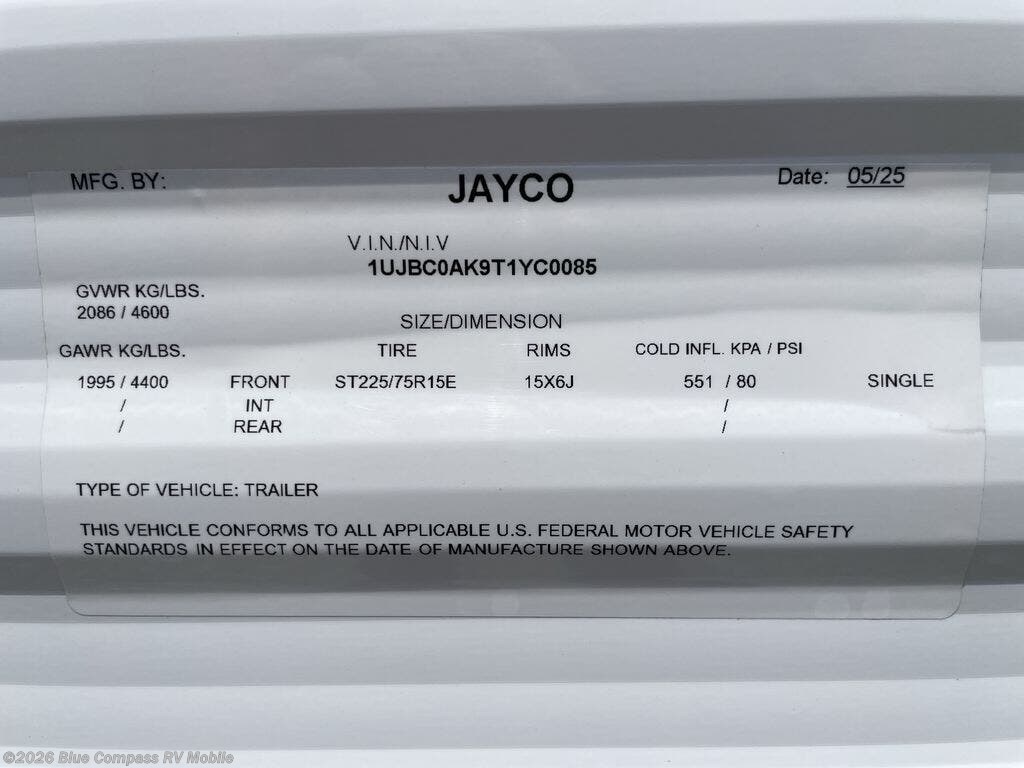 MFG. BY: JAYCO Date: 05/25
V.I.N./N.I.V
1UJBC0AK9T1YC0085
GVWR KG/LBS.
2086 / 4600
SIZE/DIMENSION
GAWR KG/LBS. TIRE RIMS COLD INFL. KPA / PSI
1995 / 4400 FRONT ST225/75R15E 15X6J 551 / 80 SINGLE
/ INT /
/ REAR /
TYPE OF VEHICLE: TRAILER
THIS VEHICLE CONFORMS TO ALL APPLICABLE U.S. FEDERAL MOTOR VEHICLE SAFETY
STANDARDS IN EFFECT ON THE DATE OF MANUFACTURE SHOWN ABOVE.
©2026 Blue Compass RV Mobile